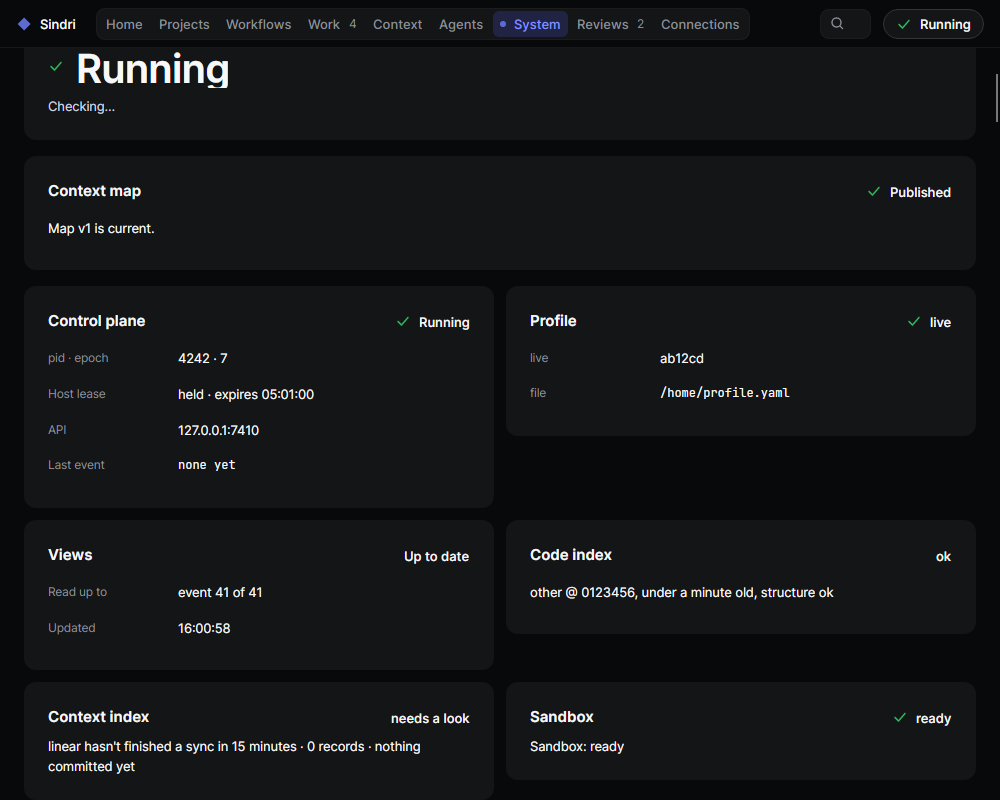 Sindri
Home Projects Workflows Work 4 Context Agents System Reviews 2 Connections
Running
Running
Checking...
Context map
Published
Map v1 is current.
Control plane
Running
pid · epoch 4242 · 7
Host lease held · expires 05:01:00
API 127.0.0.1:7410
Last event none yet
Profile
live
live ab12cd
file /home/profile.yaml
Views
Up to date
Read up to event 41 of 41
Updated 16:00:58
Code index
ok
other @ 0123456, under a minute old, structure ok
Context index
needs a look
linear hasn't finished a sync in 15 minutes · 0 records · nothing
committed yet
Sandbox
ready
Sandbox: ready